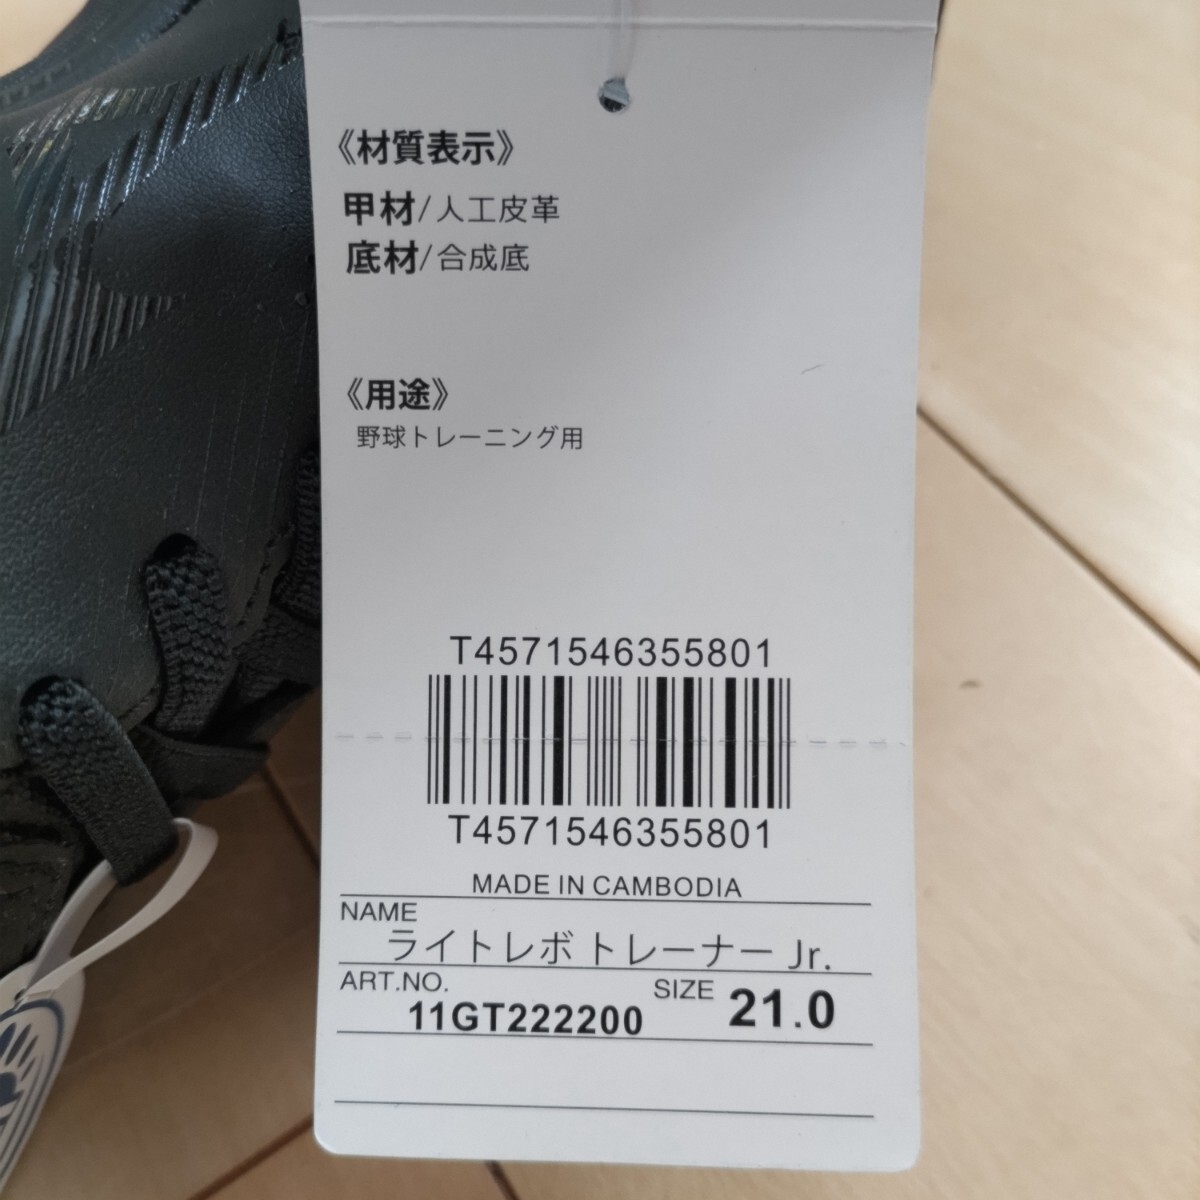 《材質表示》
甲材/人工皮革
底材/合成底
《用途》
野球トレーニング用
T4571546355801
T4571546355801
MADE IN CAMBODIA
NAME
ライトレボ トレーナー Jr.
ART.NO.
11GT222200
SIZE
21.0